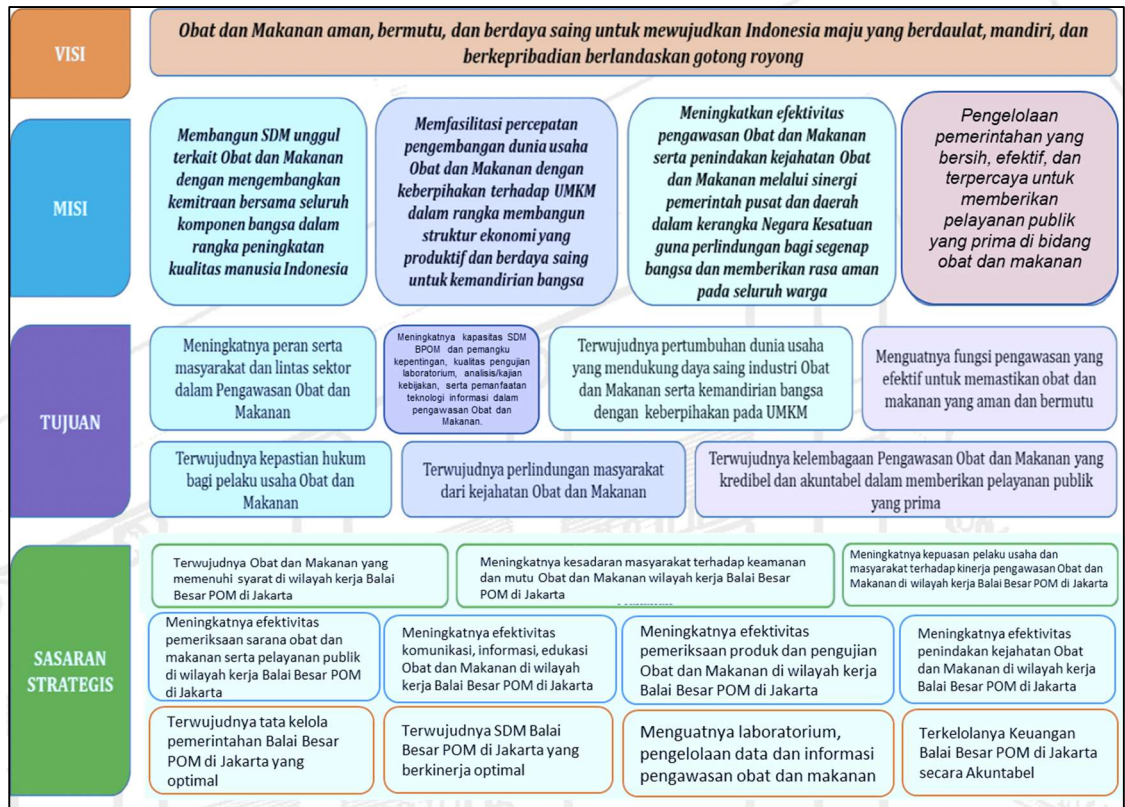 VISI
Obat dan Makanan aman, bermutu, dan berdaya saing untuk mewujudkan Indonesia maju yang berdaulat, mandiri, dan
berkepribadian berlandaskan gotong royong
MISI
Membangun SDM unggul
terkait Obat dan Makanan
dengan mengembangkan
kemitraan bersama seluruh
komponen bangsa dalam
rangka peningkatan
kualitas manusia Indonesia
Memfasilitasi percepatan
pengembangan dunia usaha
Obat dan Makanan dengan
keberpihakan terhadap UMKM
dalam rangka membangun
struktur ekonomi yang
produktif dan berdaya saing
untuk kemandirian bangsa
Meningkatkan efektivitas
pengawasan Obat dan Makanan
serta penindakan kejahatan Obat
dan Makanan melalui sinergi
pemerintah pusat dan daerah
dalam kerangka Negara Kesatuan
guna perlindungan bagi segenap
bangsa dan memberikan rasa aman
pada seluruh warga
Pengelolaan
pemerintahan yang
bersih, efektif, dan
terpercaya untuk
memberikan
pelayanan publik
yang prima di bidang
obat dan makanan
TUJUAN
Meningkatnya peran serta
masyarakat dan lintas sektor
dalam Pengawasan Obat dan
Makanan
Meningkatnya kapasitas SDM
BPOM dan pemangku
kepentingan, kualitas pengujian
laboratorium, analisis/kajian
kebijakan, serta pemanfaatan
teknologi informasi dalam
pengawasan Obat dan
Makanan.
Terwujudnya pertumbuhan dunia usaha
yang mendukung daya saing industri Obat
dan Makanan serta kemandirian bangsa
dengan keberpihakan pada UMKM
Menguatnya fungsi pengawasan yang
efektif untuk memastikan obat dan
makanan yang aman dan bermutu
Terwujudnya kepastian hukum
bagi pelaku usaha Obat dan
Makanan
Terwujudnya perlindungan masyarakat
dari kejahatan Obat dan Makanan
Terwujudnya kelembagaan Pengawasan Obat dan Makanan yang
kredibel dan akuntabel dalam memberikan pelayanan publik
yang prima
SASARAN
STRATEGIS
Terwujudnya Obat dan Makanan yang
memenuhi syarat di wilayah kerja Balai
Besar POM di Jakarta
Meningkatnya kesadaran masyarakat terhadap keamanan
dan mutu Obat dan Makanan wilayah kerja Balai Besar
POM di Jakarta
Meningkatnya kepuasan pelaku usaha dan
masyarakat terhadap kinerja pengawasan Obat dan
Makanan di wilayah kerja Balai Besar POM di Jakarta
Meningkatnya efektivitas
pemeriksaan sarana obat dan
makanan serta pelayanan publik
di wilayah kerja Balai Besar POM
di Jakarta
Meningkatnya efektivitas
komunikasi, informasi, edukasi
Obat dan Makanan di wilayah
kerja Balai Besar POM di Jakarta
Meningkatnya efektivitas
pemeriksaan produk dan pengujian
Obat dan Makanan di wilayah kerja
Balai Besar POM di Jakarta
Meningkatnya efektivitas
penindakan kejahatan Obat
dan Makanan di wilayah kerja
Balai Besar POM di Jakarta
Terwujudnya tata kelola
pemerintahan Balai Besar
POM di Jakarta yang
optimal
Terwujudnya SDM Balai
Besar POM di Jakarta yang
berkinerja optimal
Menguatnya laboratorium,
pengelolaan data dan informasi
pengawasan obat dan makanan
Terkelolanya Keuangan
Balai Besar POM di Jakarta
secara Akuntabel